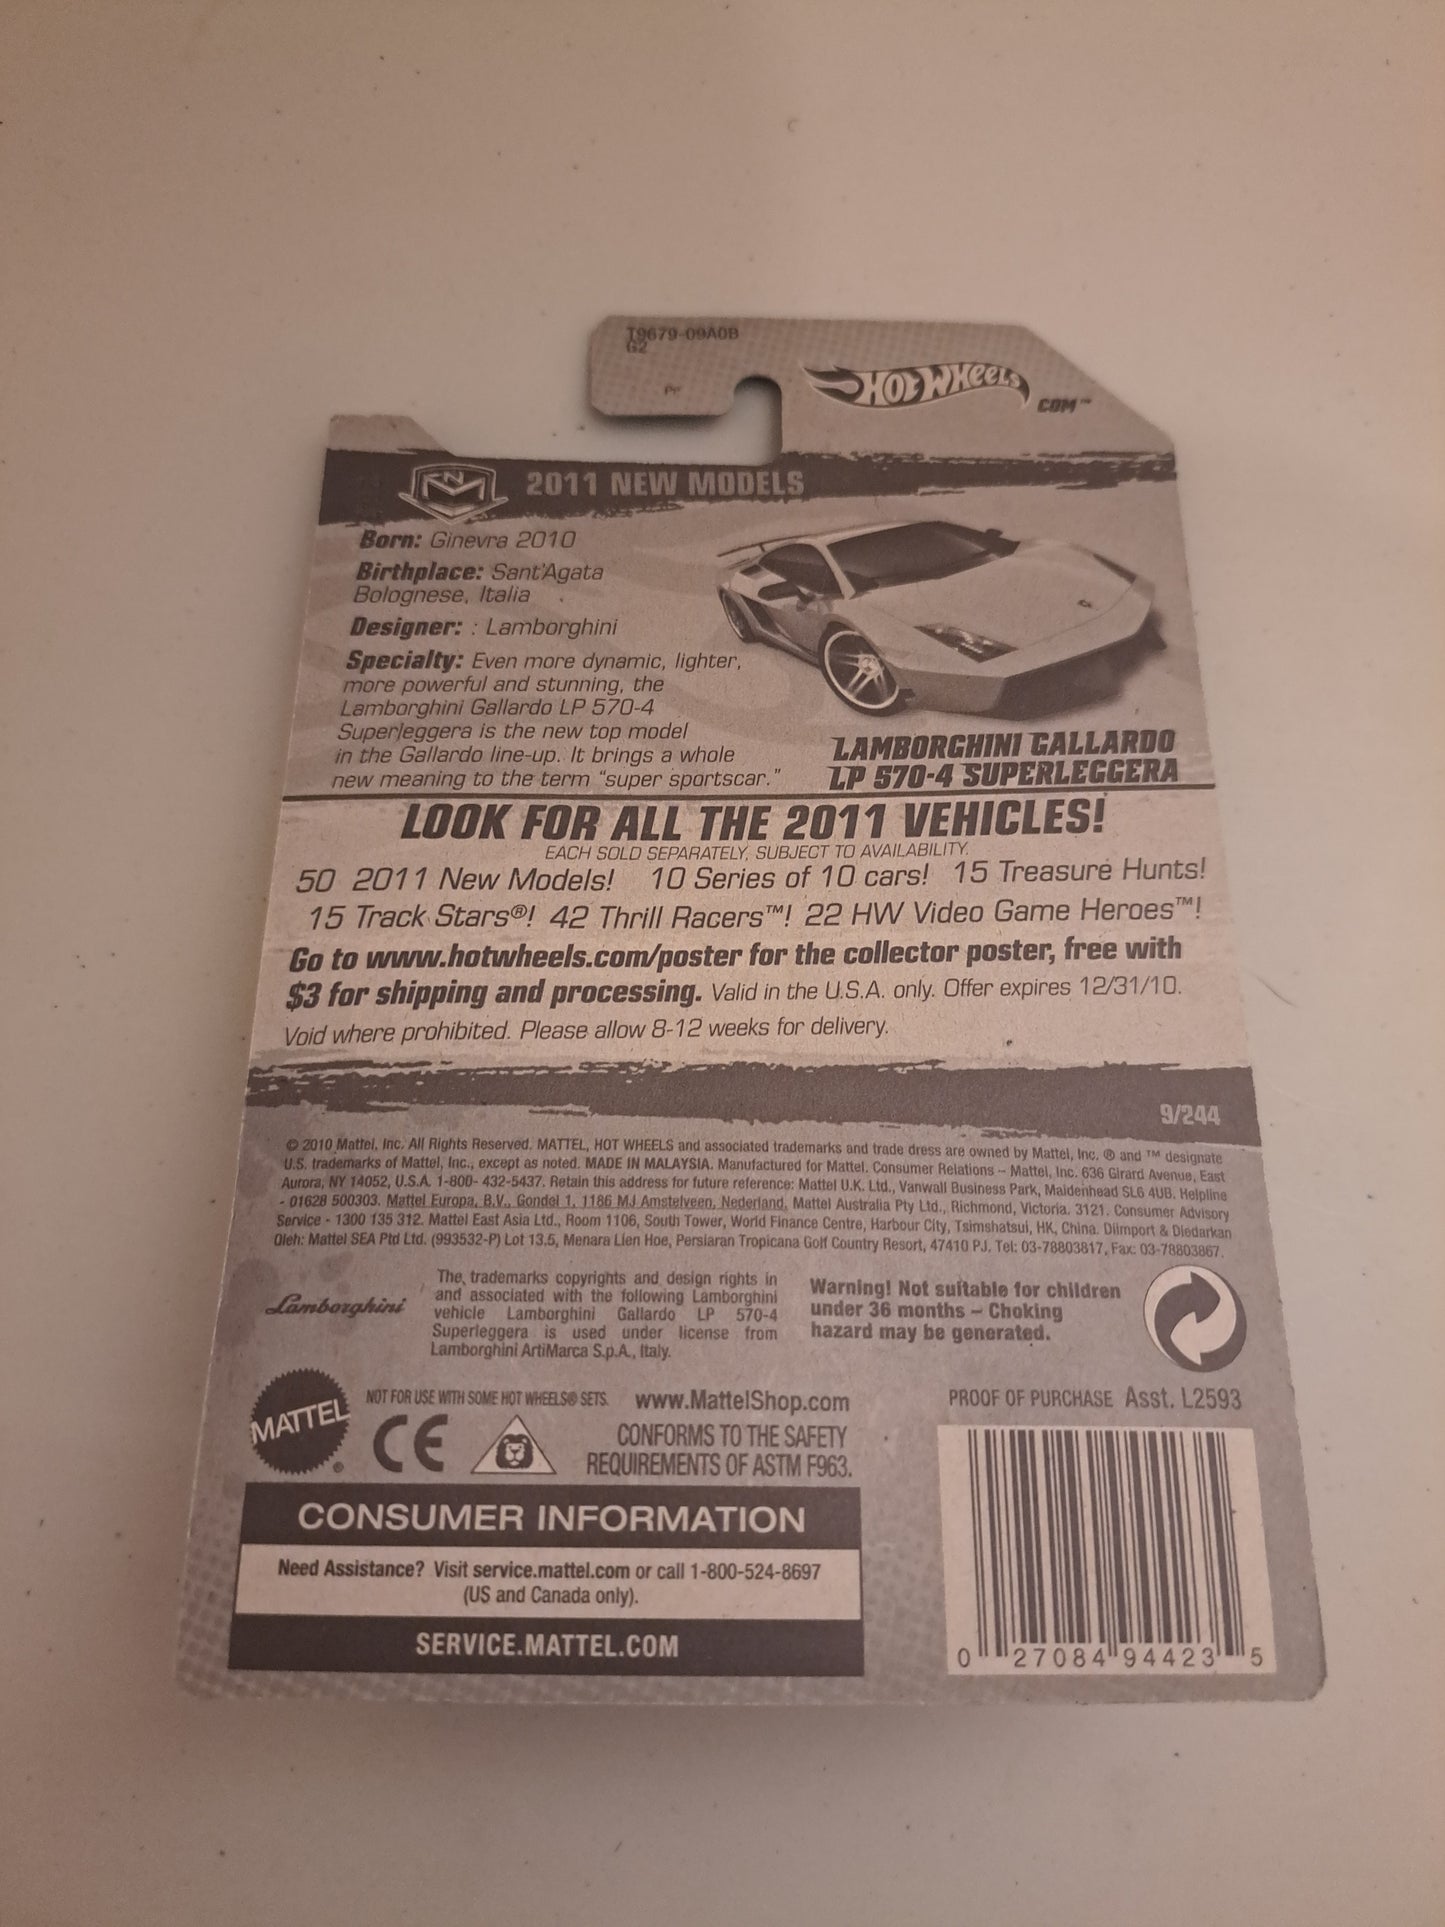 T9679-09A0B
G2
HOT WHEELS
.COM™
2011 NEW MODELS
Born: Ginevra 2010
Birthplace: Sant'Agata
Bolognese, Italia
Designer: : Lamborghini
Specialty: Even more dynamic, lighter,
more powerful and stunning, the
Lamborghini Gallardo LP 570-4
Superleggera is the new top model
in the Gallardo line-up. It brings a whole
new meaning to the term "super sportscar."
LAMBORGHINI GALLARDO
LP 570-4 SUPERLEGGERA
LOOK FOR ALL THE 2011 VEHICLES!
EACH SOLD SEPARATELY, SUBJECT TO AVAILABILITY.
50 2011 New Models! 10 Series of 10 cars! 15 Treasure Hunts!
15 Track Stars®! 42 Thrill Racers™! 22 HW Video Game Heroes™!
Go to www.hotwheels.com/poster for the collector poster, free with
$3 for shipping and processing. Valid in the U.S.A. only. Offer expires 12/31/10.
Void where prohibited. Please allow 8-12 weeks for delivery.
9/244
© 2010 Mattel, Inc. All Rights Reserved. MATTEL, HOT WHEELS and associated trademarks and trade dress are owned by Mattel, Inc. ® and ™ designate
U.S. trademarks of Mattel, Inc., except as noted. MADE IN MALAYSIA. Manufactured for Mattel. Consumer Relations – Mattel, Inc. 636 Girard Avenue, East
Aurora, NY 14052, U.S.A. 1-800- 432-5437. Retain this address for future reference: Mattel U.K. Ltd., Vanwall Business Park, Maidenhead SL6 4UB. Helpline
- 01628 500303. Mattel Europa, B.V., Gondel 1, 1186 MJ Amstelveen, Nederland. Mattel Australia Pty Ltd., Richmond, Victoria. 3121. Consumer Advisory
Service - 1300 135 312. Mattel East Asia Ltd., Room 1106, South Tower, World Finance Centre, Harbour City, Tsimshatsui, HK, China. Diimport & Diedarkan
Oleh: Mattel SEA Ptd Ltd. (993532-P) Lot 13.5, Menara Lien Hoe, Persiaran Tropicana Golf Country Resort, 47410 PJ. Tel: 03-78803817, Fax: 03-78803867.
Lamborghini
The trademarks copyrights and design rights in
and associated with the following Lamborghini
vehicle Lamborghini Gallardo LP 570-4
Superleggera is used under license from
Lamborghini ArtiMarca S.p.A., Italy.
Warning! Not suitable for children
under 36 months – Choking
hazard may be generated.
MATTEL®
NOT FOR USE WITH SOME HOT WHEELS® SETS. www.MattelShop.com
CE
CONFORMS TO THE SAFETY
REQUIREMENTS OF ASTM F963.
PROOF OF PURCHASE Asst. L2593
CONSUMER INFORMATION
Need Assistance? Visit service.mattel.com or call 1-800-524-8697
(US and Canada only).
SERVICE.MATTEL.COM
0 27084 94423 5